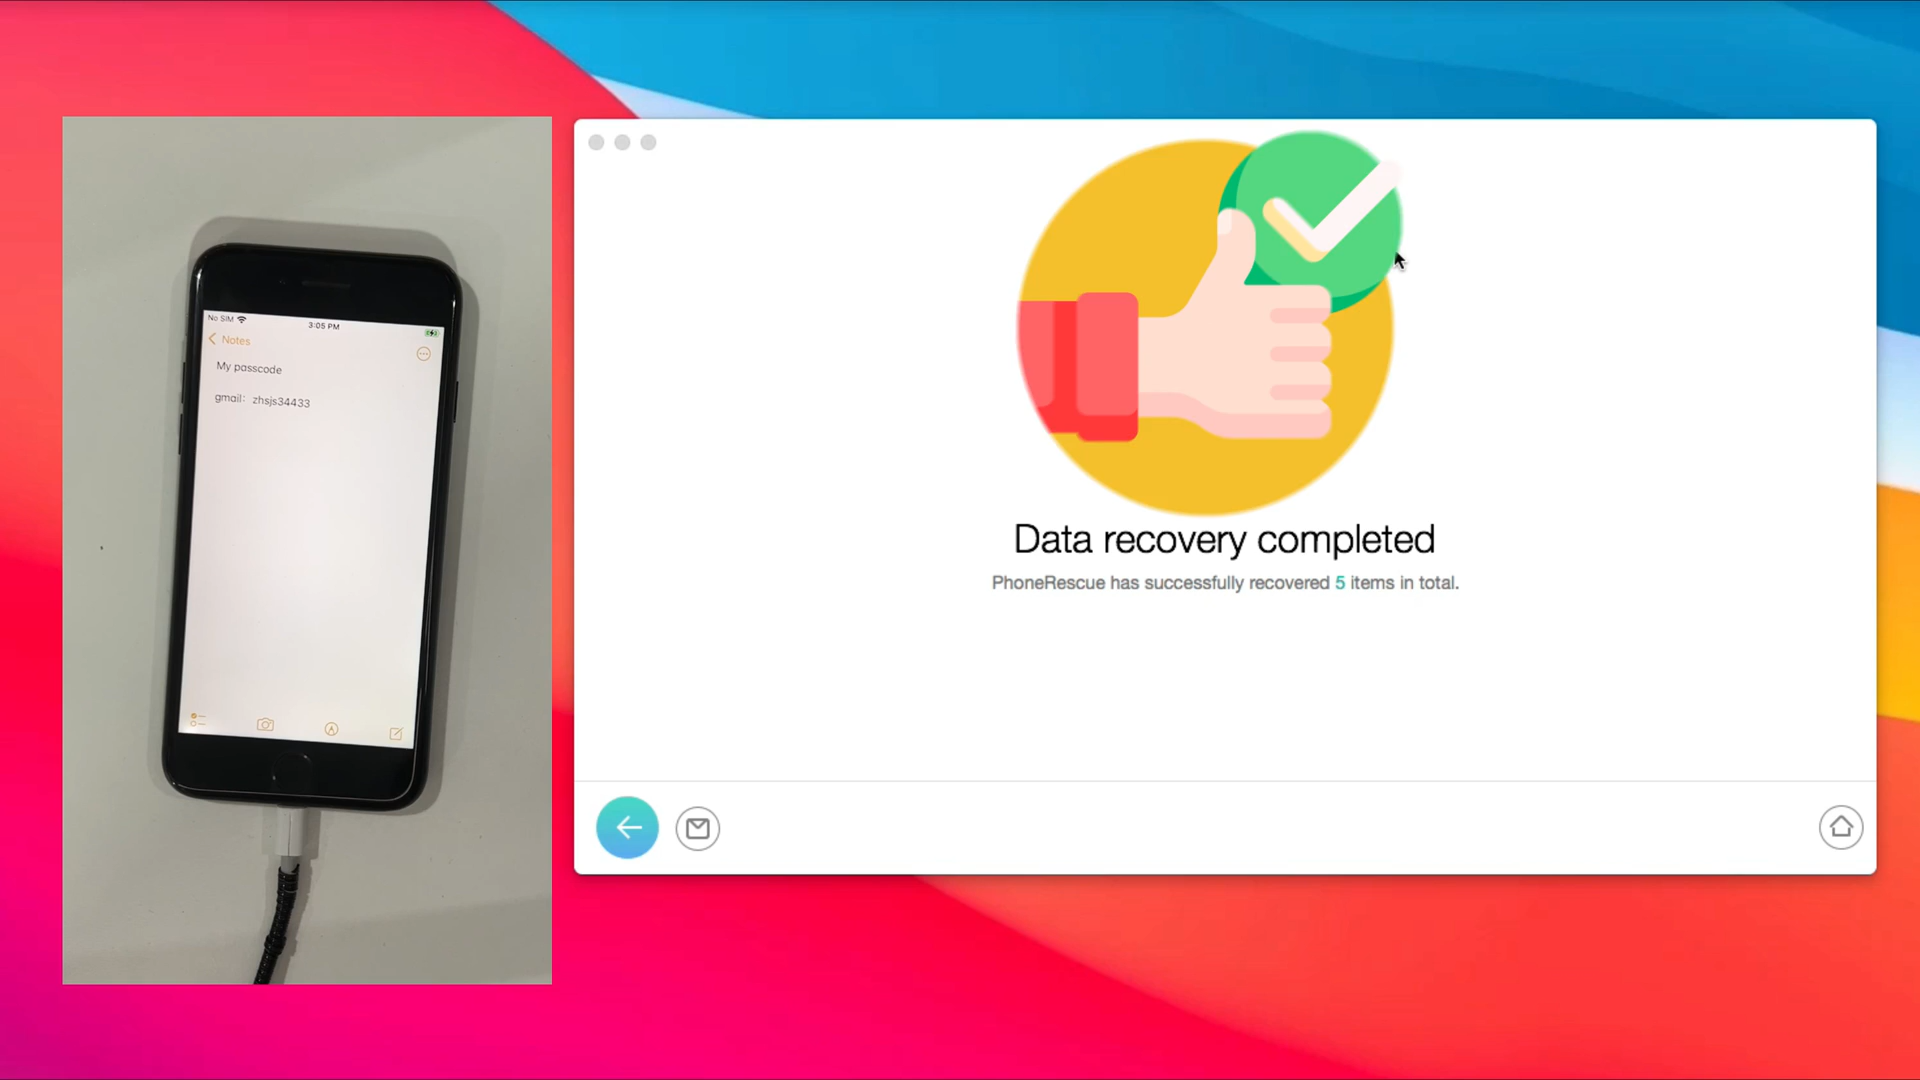 No SIM
3:05 PM
Notes
My passcode
gmail: zhsjs34433
Data recovery completed
PhoneRescue has successfully recovered 5 items in total.